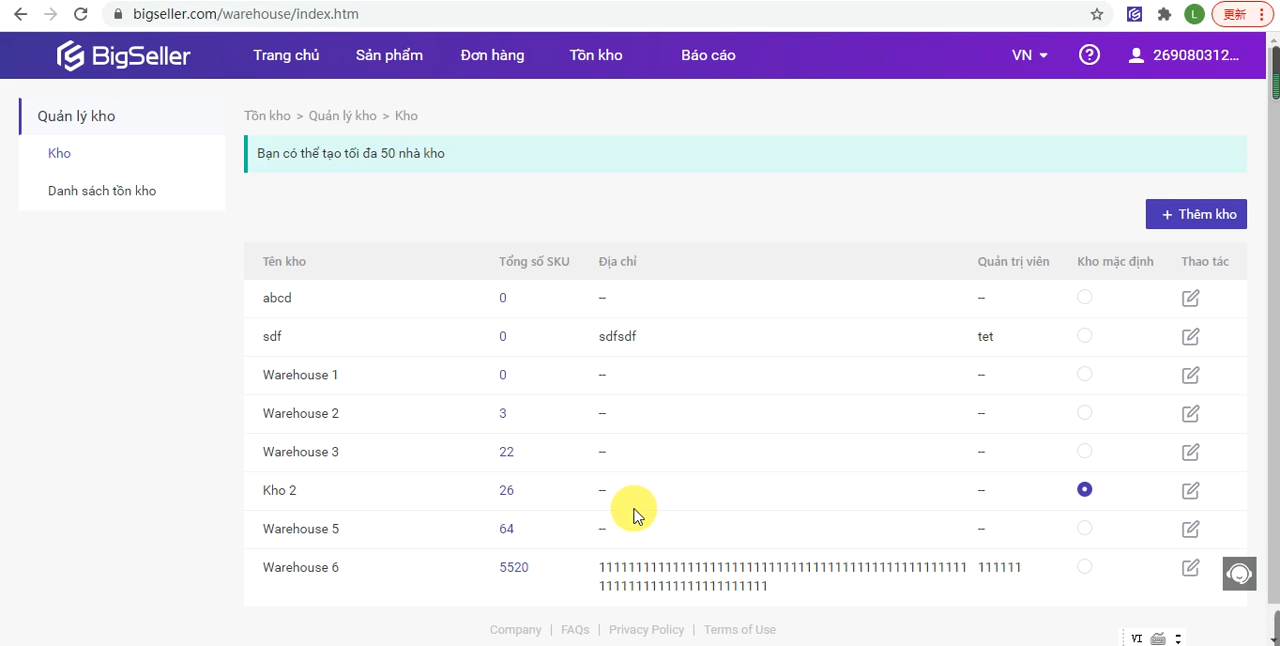 bigseller.com/warehouse/index.htm
L
更新
BigSeller
Trang chủ
Sản phẩm
Đơn hàng
Tồn kho
Báo cáo
VN
269080312...
Quản lý kho
Kho
Danh sách tồn kho
Tồn kho > Quản lý kho > Kho
Bạn có thể tạo tối đa 50 nhà kho
+ Thêm kho
Tên kho Tổng số SKU Địa chỉ Quản trị viên Kho mặc định Thao tác
abcd 0 -- --
sdf 0 sdfsdf tet
Warehouse 1 0 -- --
Warehouse 2 3 -- --
Warehouse 3 22 -- --
Kho 2 26 -- --
Warehouse 5 64 -- --
Warehouse 6 5520 11111111111111111111111111111111111111111111111111 111111
11111111111111111111111
Company | FAQs | Privacy Policy | Terms of Use
VI